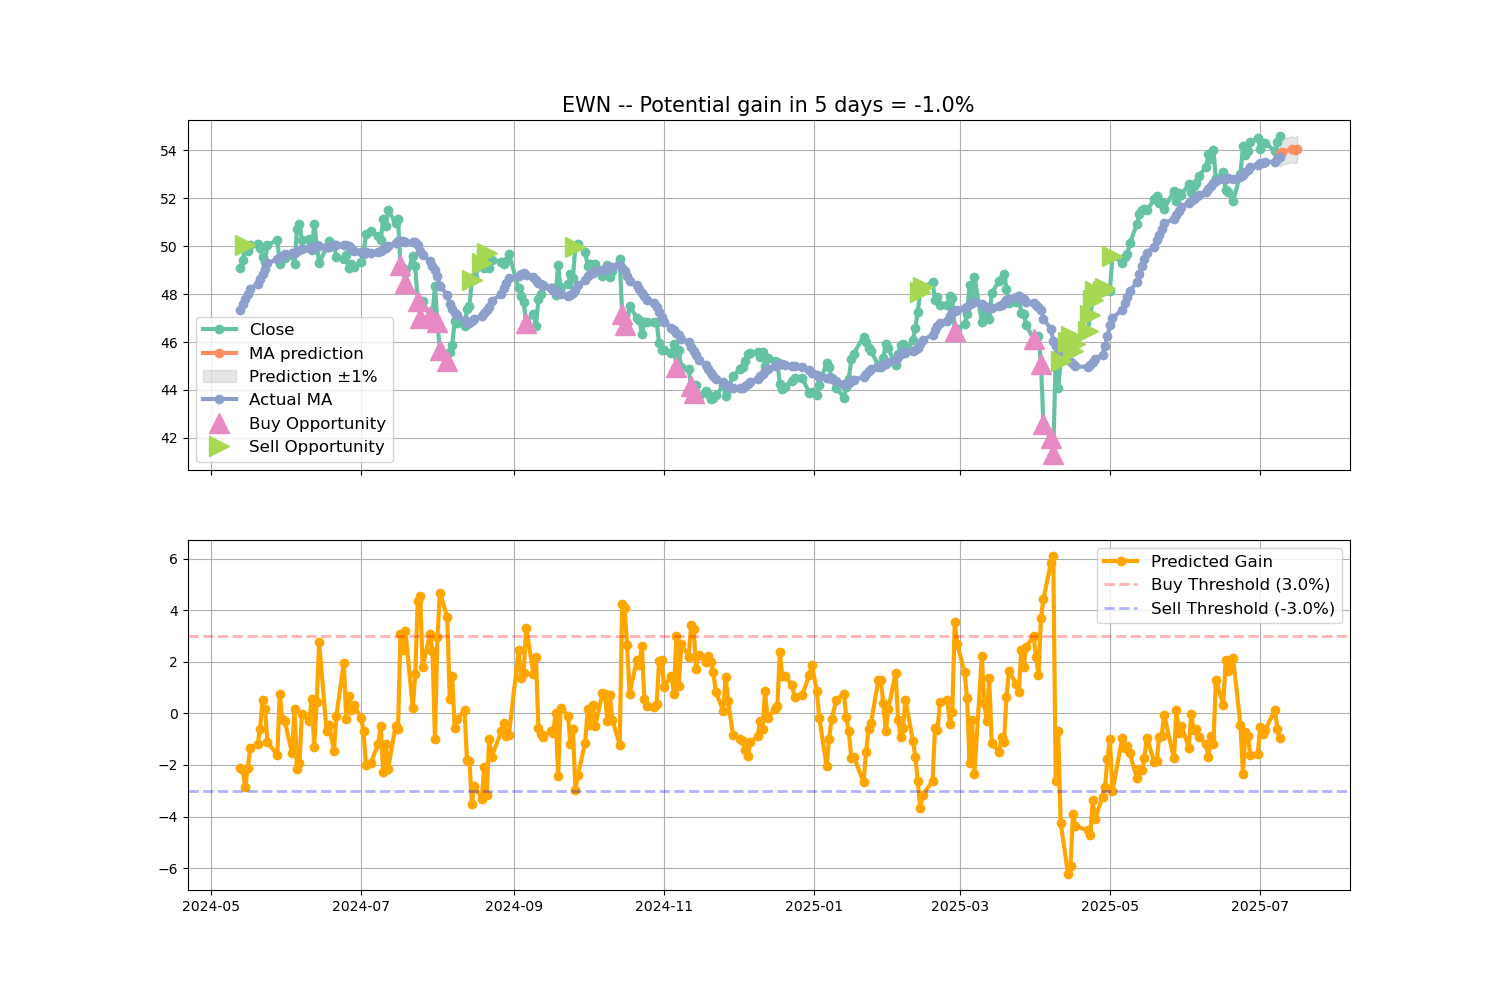 EWN -- Potential gain in 5 days = -1.0%
54
52
50
48
46
44
42
Close
MA prediction
Prediction ±1%
Actual MA
Buy Opportunity
Sell Opportunity
6
4
2
0
−2
−4
−6
Predicted Gain
Buy Threshold (3.0%)
Sell Threshold (-3.0%)
2024-05
2024-07
2024-09
2024-11
2025-01
2025-03
2025-05
2025-07